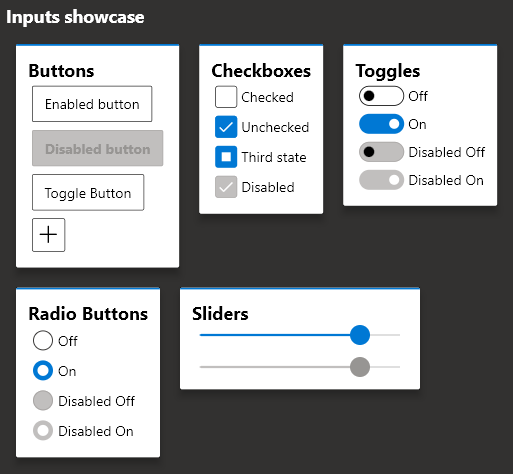 Inputs showcase
Buttons
Enabled button
Disabled button
Toggle Button
Checkboxes
Checked
Unchecked
Third state
Disabled
Toggles
Off
On
Disabled Off
Disabled On
Radio Buttons
Off
On
Disabled Off
Disabled On
Sliders